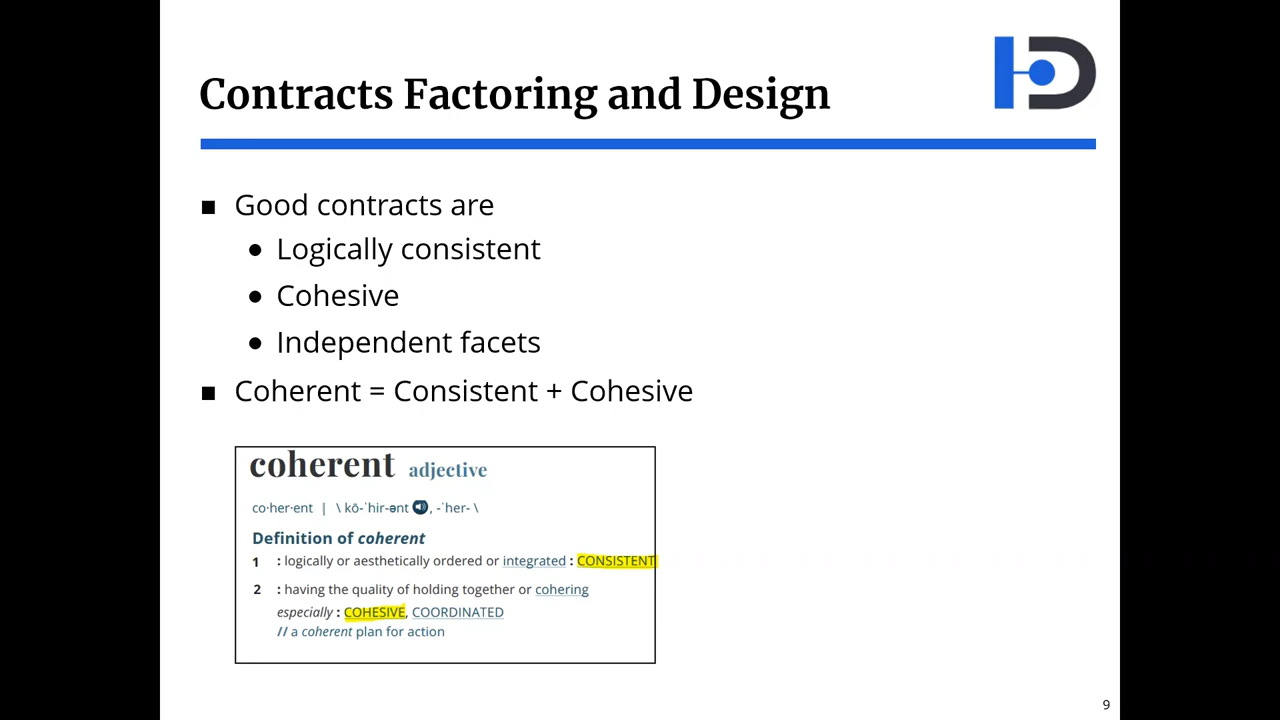 Contracts Factoring and Design
■ Good contracts are
● Logically consistent
● Cohesive
● Independent facets
■ Coherent = Consistent + Cohesive
coherent adjective
co·her·ent | \ kō-ˈhir-ənt , -ˈher- \
Definition of coherent
1 : logically or aesthetically ordered or integrated : CONSISTENT
2 : having the quality of holding together or cohering
especially : COHESIVE, COORDINATED
// a coherent plan for action
9